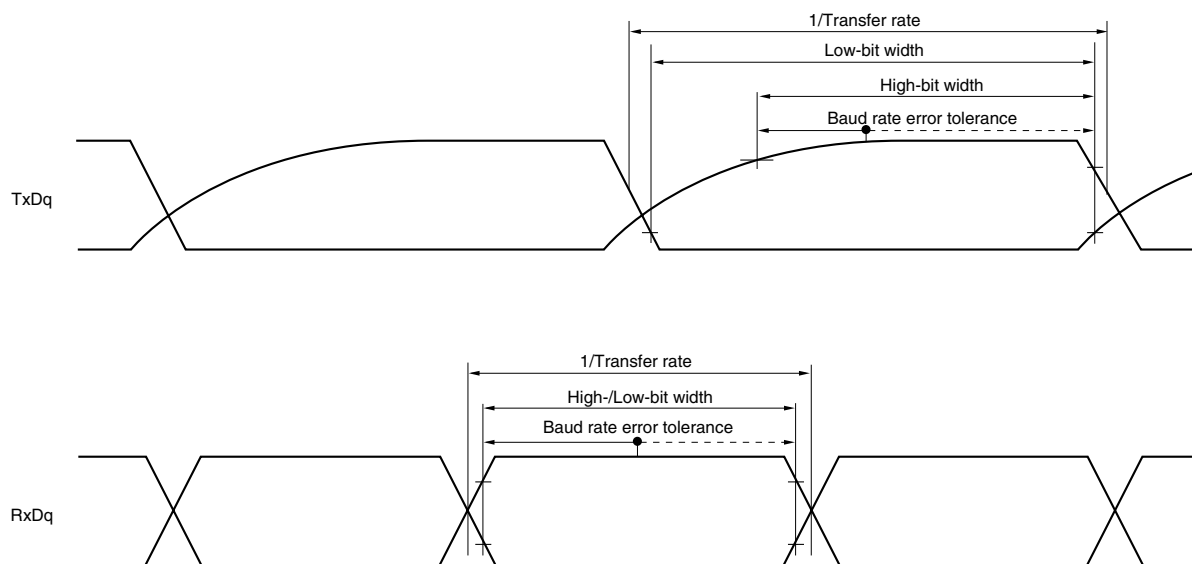 1/Transfer rate
Low-bit width
High-bit width
Baud rate error tolerance
TxDq
1/Transfer rate
High-/Low-bit width
Baud rate error tolerance
RxDq